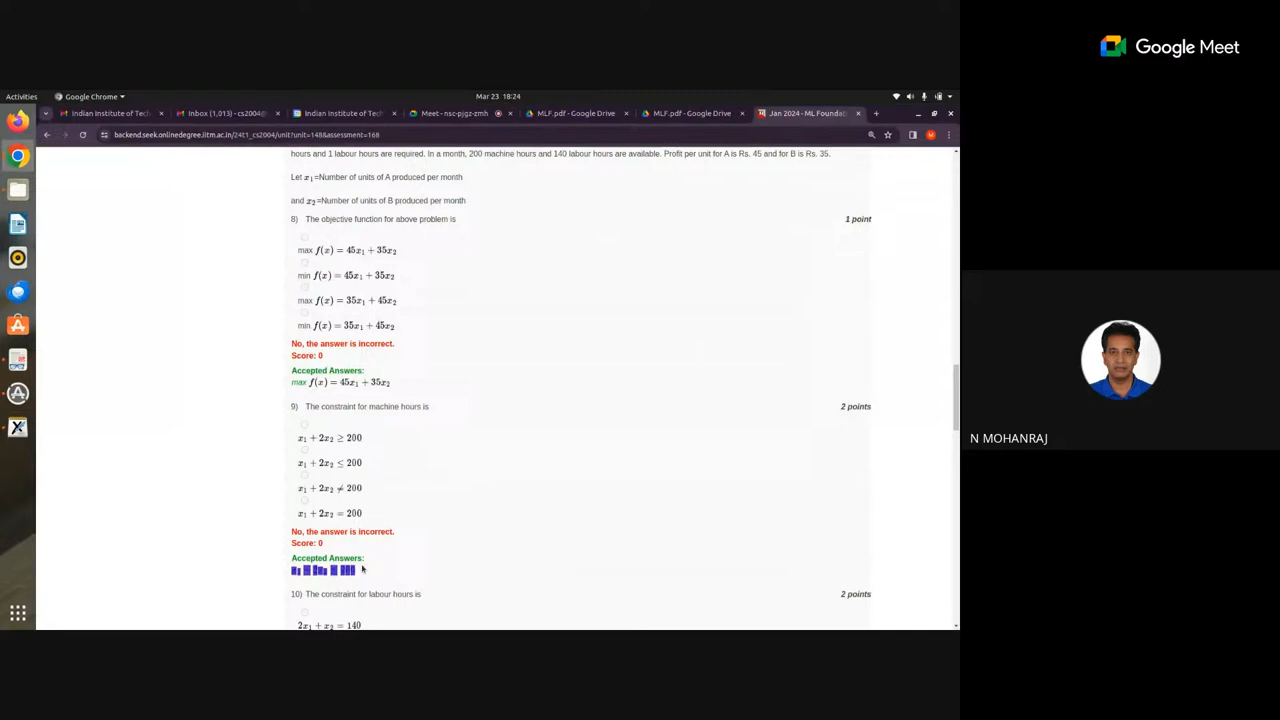 Google Meet
Activities
Google Chrome
Mar 23 18:24
Indian Institute of Tech
Inbox (1,013) - cs2004@
Indian Institute of Tech
Meet - nsc-pjgz-zmh
MLF.pdf - Google Drive
MLF.pdf - Google Drive
Jan 2024 - ML Foundat
backend.seek.onlinedegree.iitm.ac.in/24t1_cs2004/unit?unit=148&assessment=168
hours and 1 labour hours are required. In a month, 200 machine hours and 140 labour hours are available. Profit per unit for A is Rs. 45 and for B is Rs. 35.
Let x₁=Number of units of A produced per month
and x₂=Number of units of B produced per month
8) The objective function for above problem is 1 point
max f(x) = 45x₁ + 35x₂
min f(x) = 45x₁ + 35x₂
max f(x) = 35x₁ + 45x₂
min f(x) = 35x₁ + 45x₂
No, the answer is incorrect.
Score: 0
Accepted Answers:
max f(x) = 45x₁ + 35x₂
9) The constraint for machine hours is 2 points
x₁ + 2x₂ ≥ 200
x₁ + 2x₂ ≤ 200
x₁ + 2x₂ ≠ 200
x₁ + 2x₂ = 200
No, the answer is incorrect.
Score: 0
Accepted Answers:
10) The constraint for labour hours is 2 points
2x₁ + x₂ = 140
N MOHANRAJ